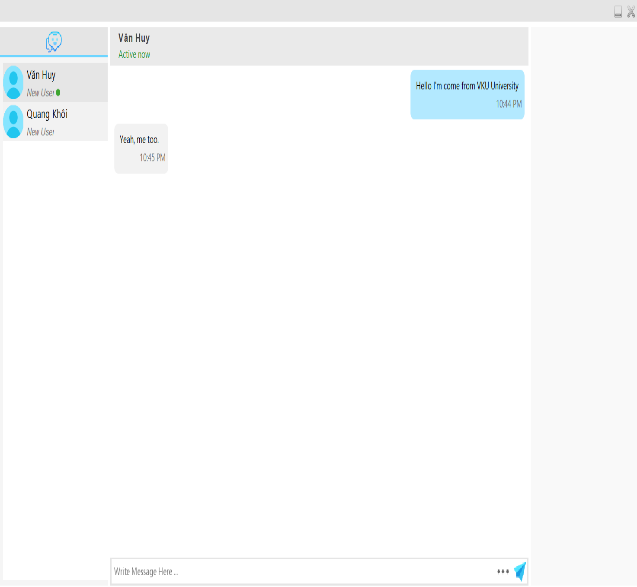 Văn Huy
New User
Quang Khôi
New User
Văn Huy
Active now
Hello I'm come from VKU University
10:44 PM
Yeah, me too.
10:45 PM
Write Message Here ...